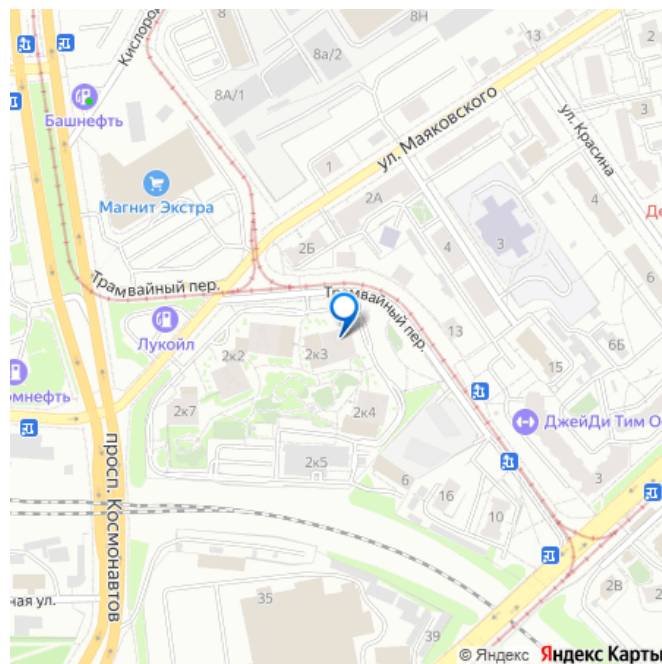 8
8Н
8а/2
13
2
Кислород
8А/1
Башнефть
ул. Маяковского
ул. Красина
3
1
Магнит Экстра
2А
4
Де
2Б
4
3
Трамвайный пер.
Трамвайный пер.
Лукойл
13
2к2
2к3
6Б
15
омнефть
2к7
2к4
ДжейДи Тим О
просп. Космонавтов
2к5
6
16
3
10
ная ул.
35
2В
39
© Яндекс Яндекс Карты